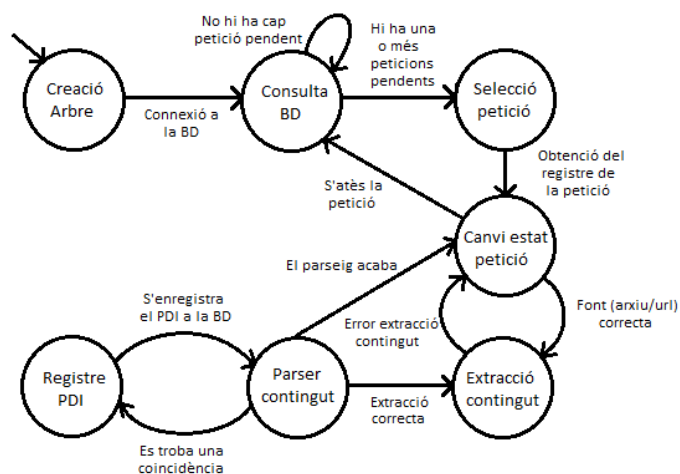 No hi ha cap
petició pendent
Hi ha una
o més
peticions
pendents
Creació
Arbre
Connexió a
la BD
Consulta
BD
Selecció
petició
Obtenció del
registre de
la petició
S'atès la
petició
Canvi estat
petició
El parseig acaba
S'enregistra
el PDI a la BD
Error extracció
contingut
Font (arxiu/url)
correcta
Registre
PDI
Parser
contingut
Extracció
correcta
Extracció
contingut
Es troba una
coincidència